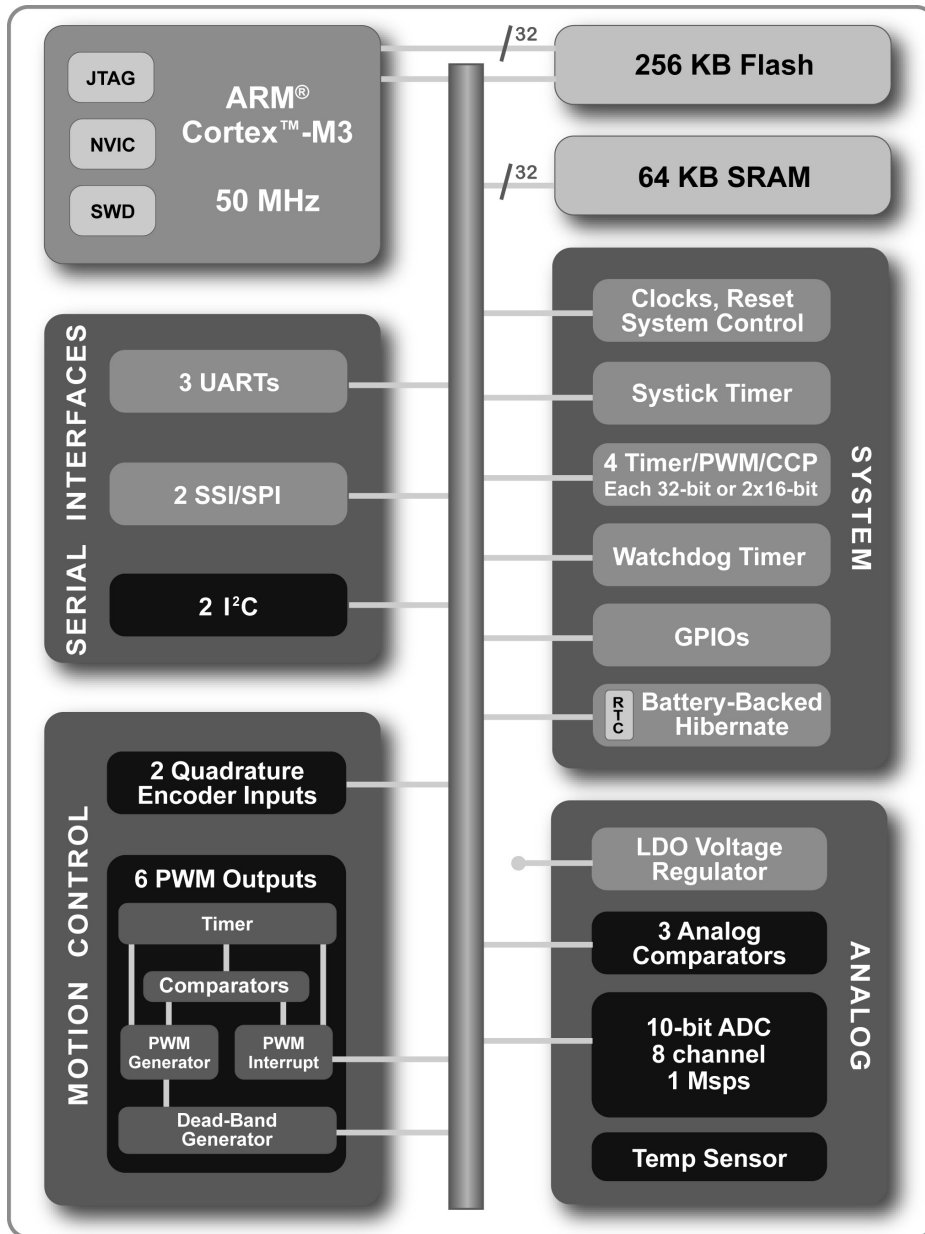 JTAG
NVIC
SWD
ARM®
Cortex™-M3
50 MHz
32
256 KB Flash
32
64 KB SRAM
SERIAL INTERFACES
3 UARTs
2 SSI/SPI
2 I²C
SYSTEM
Clocks, Reset
System Control
Systick Timer
4 Timer/PWM/CCP
Each 32-bit or 2x16-bit
Watchdog Timer
GPIOs
RTC
Battery-Backed
Hibernate
MOTION CONTROL
2 Quadrature
Encoder Inputs
6 PWM Outputs
Timer
Comparators
PWM
Generator
PWM
Interrupt
Dead-Band
Generator
ANALOG
LDO Voltage
Regulator
3 Analog
Comparators
10-bit ADC
8 channel
1 Msps
Temp Sensor